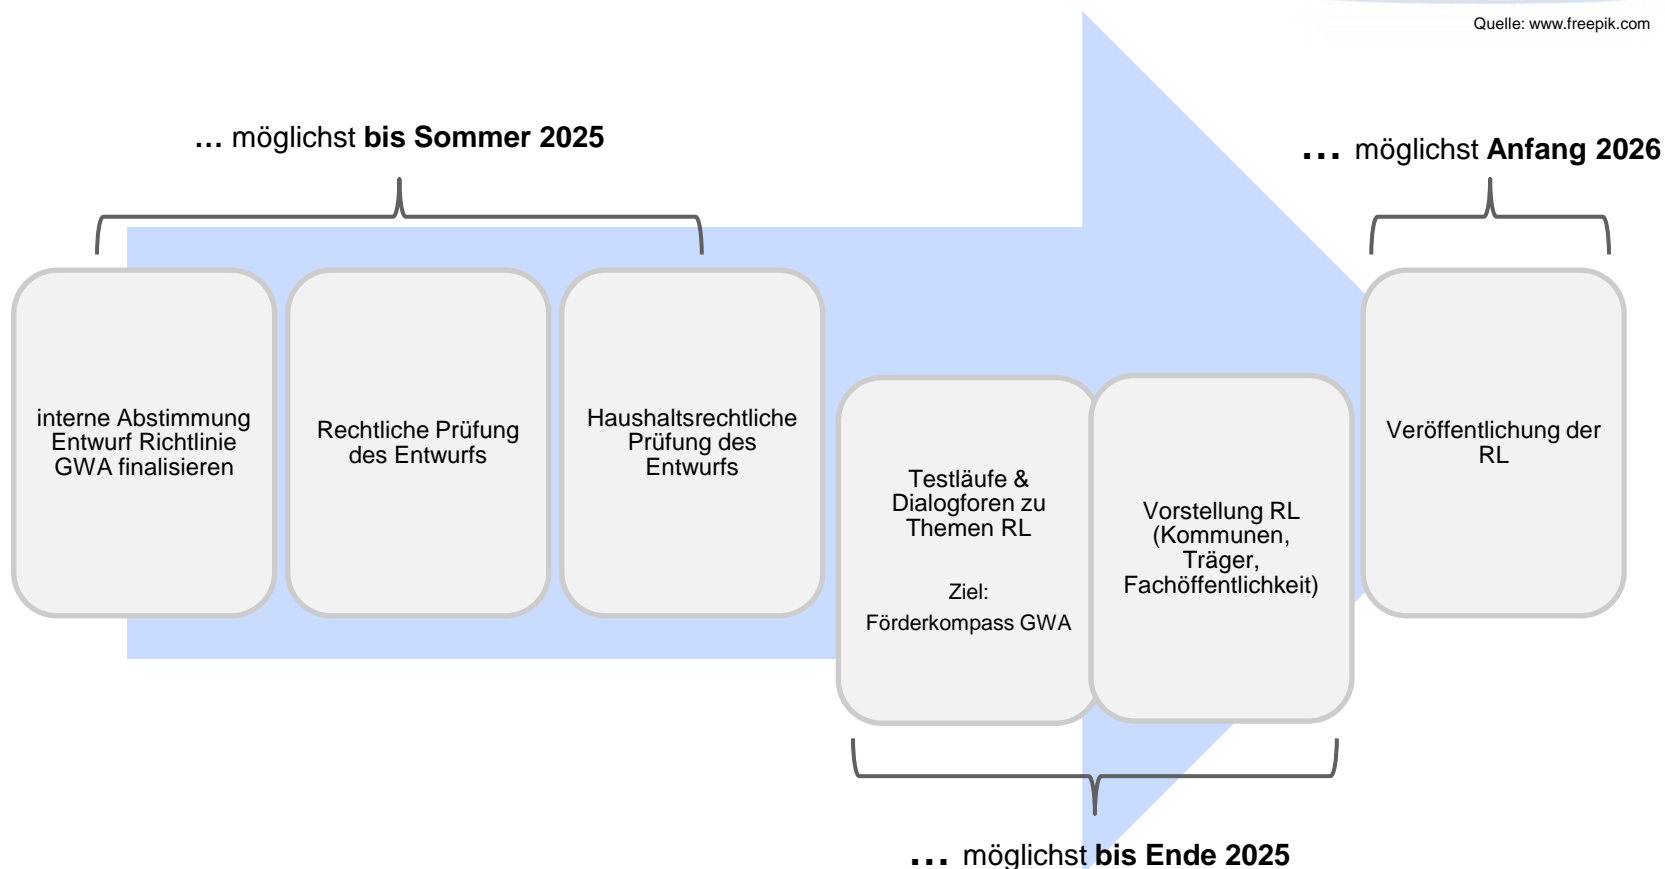 Quelle: www.freepik.com
... möglichst bis Sommer 2025
... möglichst Anfang 2026
interne Abstimmung
Entwurf Richtlinie
GWA finalisieren
Rechtliche Prüfung
des Entwurfs
Haushaltsrechtliche
Prüfung des
Entwurfs
Testläufe &
Dialogforen zu
Themen RL
Ziel:
Förderkompass GWA
Vorstellung RL
(Kommunen,
Träger,
Fachöffentlichkeit)
Veröffentlichung der
RL
... möglichst bis Ende 2025